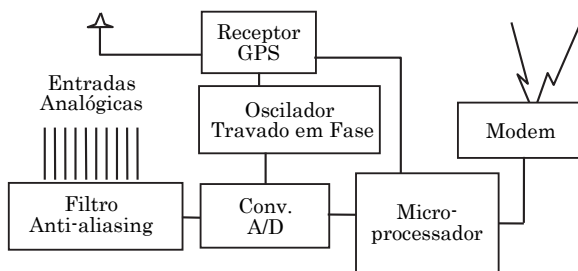 Receptor
GPS
Entradas
Analógicas
Oscilador
Travado em Fase
Modem
Filtro
Anti-aliasing
Conv.
A/D
Micro-
processador